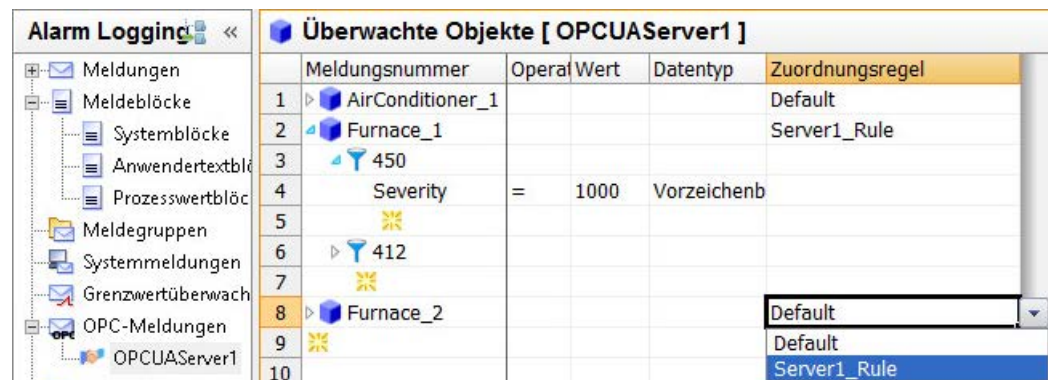 Alarm Logging «
Meldungen
Meldeblöcke
Systemblöcke
Anwendertextblö
Prozesswertblöc
Meldegruppen
Systemmeldungen
Grenzwertüberwach
OPC-Meldungen
OPCUAServer1
Überwachte Objekte [ OPCUAServer1 ]
Meldungsnummer Operat Wert Datentyp Zuordnungsregel
1 AirConditioner_1 Default
2 Furnace_1 Server1_Rule
3 450
4 Severity = 1000 Vorzeichenb
5
6 412
7
8 Furnace_2 Default
9 Default
10 Server1_Rule